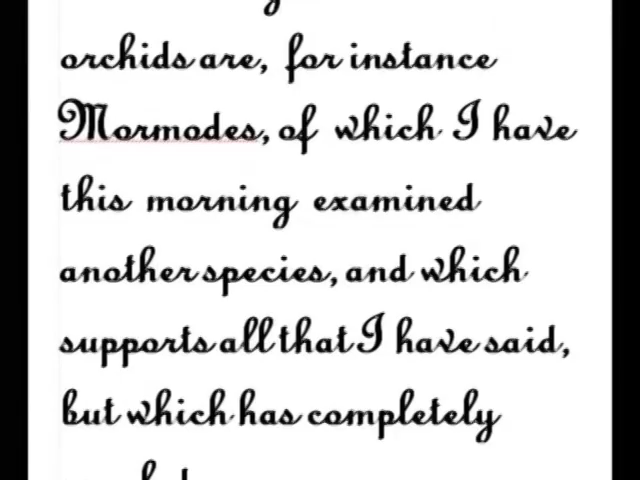 orchids are, for instance
Mormodes, of which I have
this morning examined
another species, and which
supports all that I have said,
but which has completely